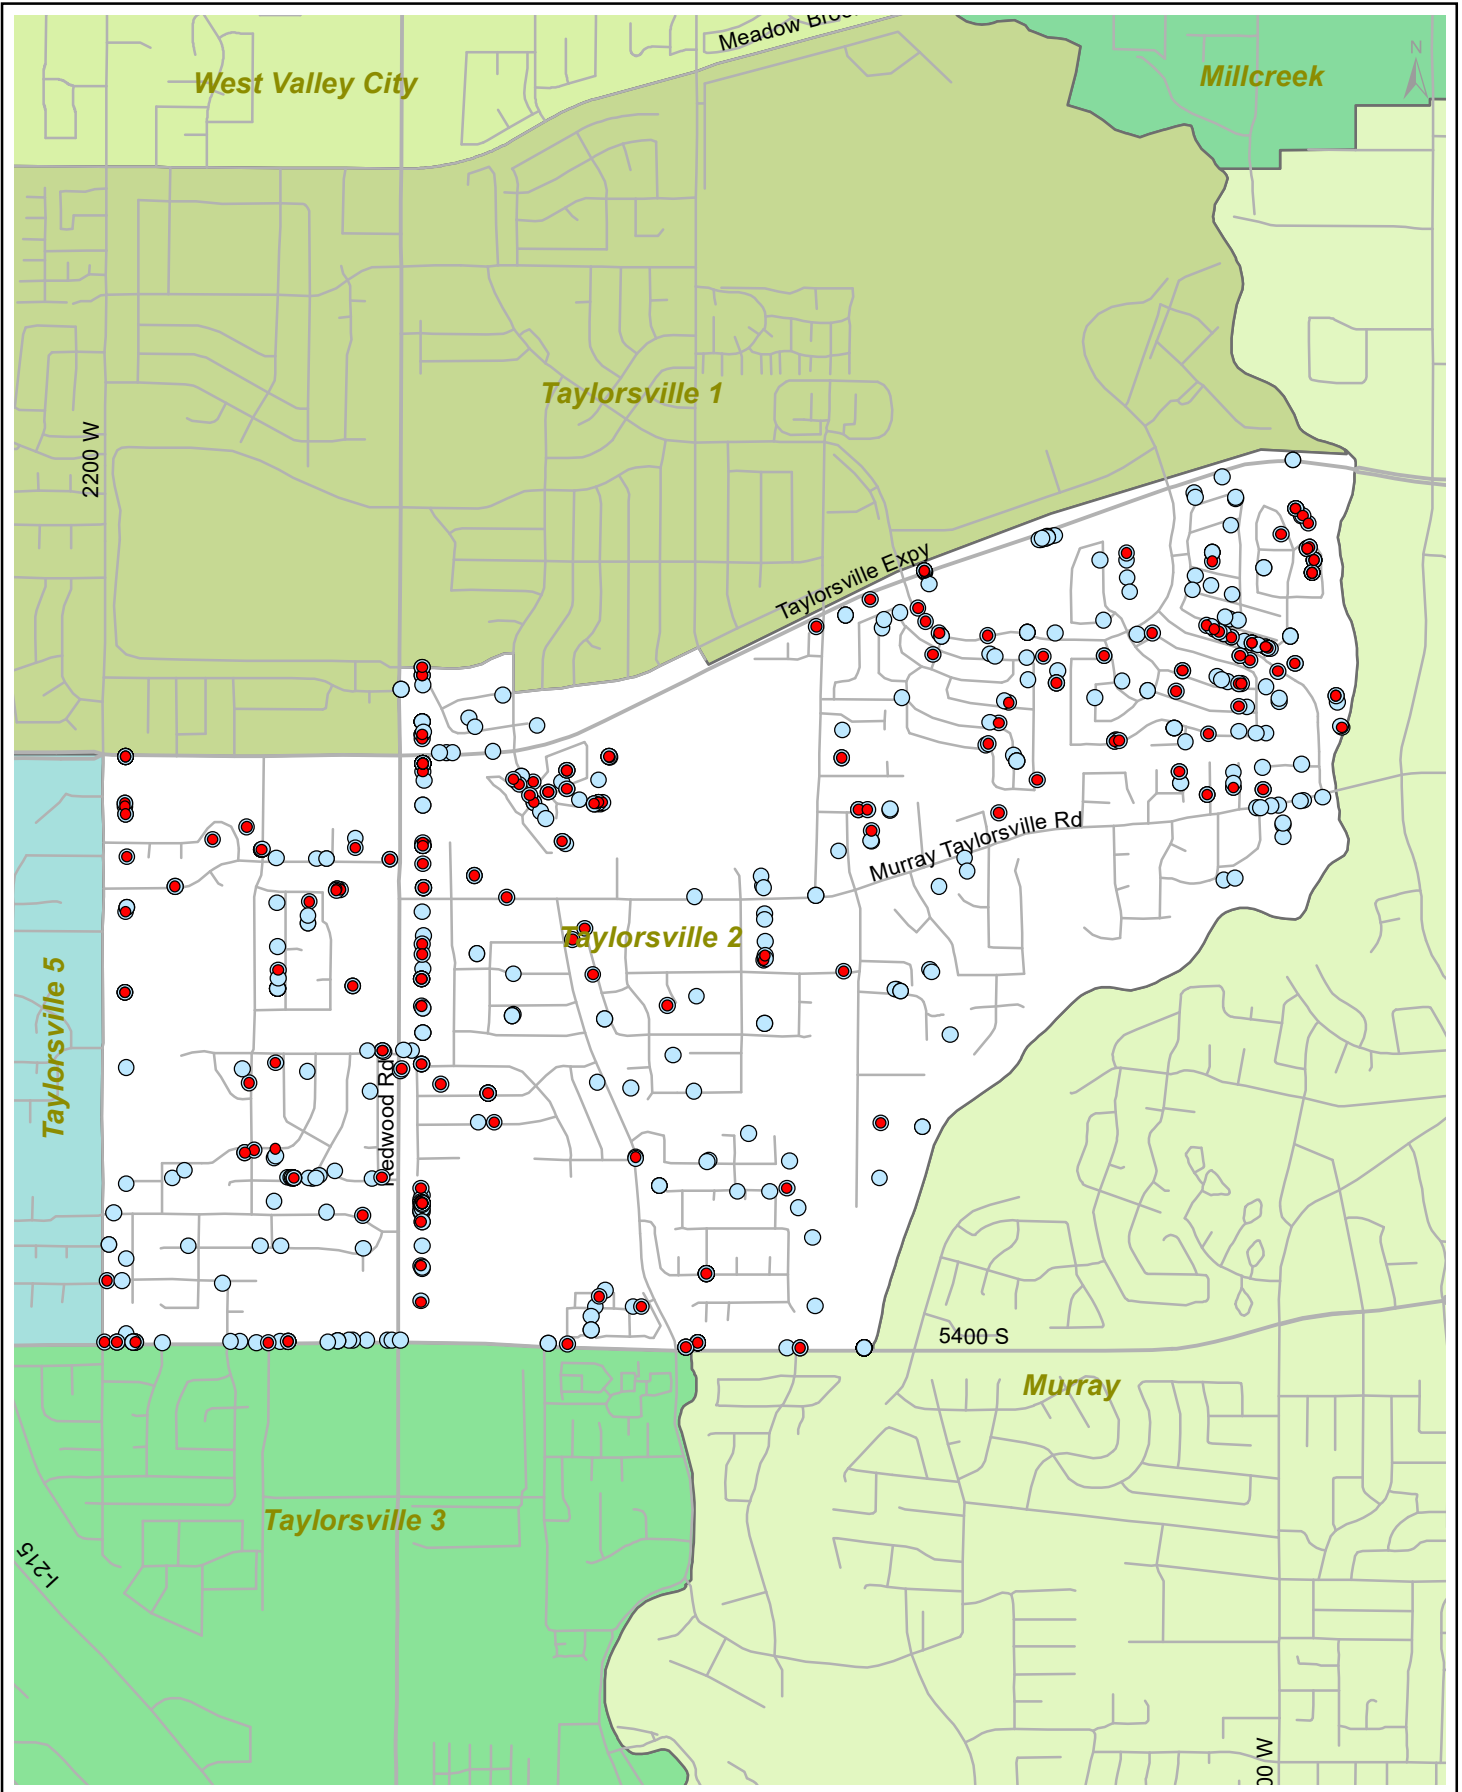 Meadow
West Valley City
Millcreek
N
Taylorsville 1
2200 W
Taylorsville Expy
Murray Taylorsville Rd
Taylorsville 2
Taylorsville 5
Redwood Rd
5400 S
Murray
Taylorsville 3
I-215